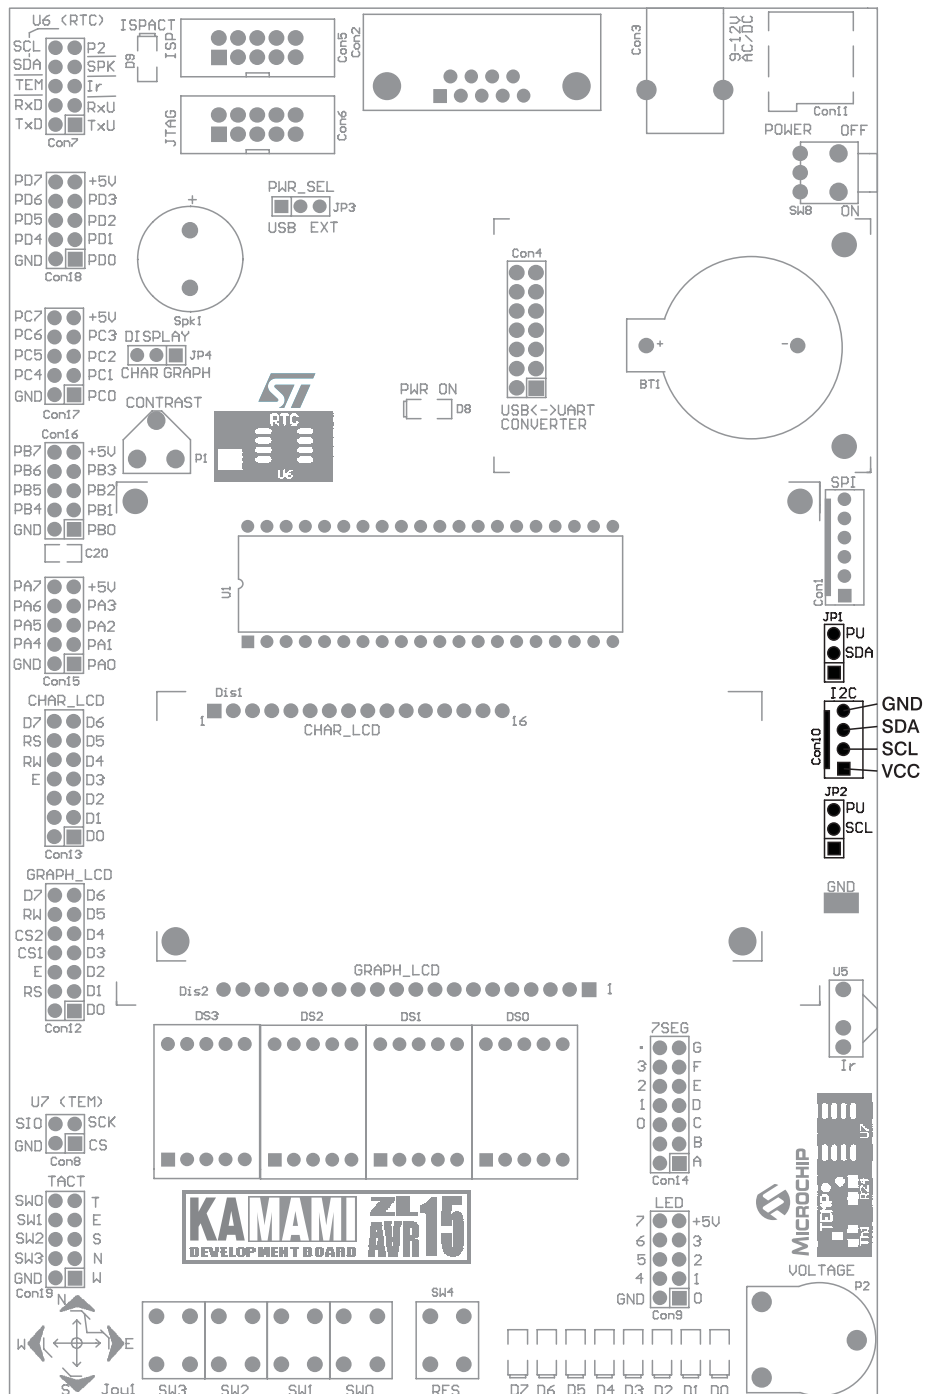 U6 (RTC)
SCL P2
SDA SPK
TEM Ir
RxD RxU
TxD TxU
Con7
ISPACT
D9
ISP
Con5
JTAG
Con6
Con2
Con3
9-12V
AC/DC
Con11
POWER OFF
SW8 ON
PD7 +5V
PD6 PD3
PD5 PD2
PD4 PD1
GND PD0
Con18
+
Spk1
PWR_SEL
JP3
USB EXT
Con4
USB<->UART
CONVERTER
+ -
BT1
PC7 +5V
PC6 PC3
PC5 PC2
PC4 PC1
GND PC0
Con17
DISPLAY
JP4
CHAR GRAPH
CONTRAST
P1
ST
RTC
U6
PWR ON
D8
Con16
PB7 +5V
PB6 PB3
PB5 PB2
PB4 PB1
GND PB0
C20
PA7 +5V
PA6 PA3
PA5 PA2
PA4 PA1
GND PA0
Con15
U1
SPI
Con1
JP1
PU
SDA
I2C
Con10
GND
SDA
SCL
VCC
JP2
PU
SCL
GND
CHAR_LCD
D7 D6
RS D5
RW D4
E D3
D2
D1
D0
Con13
Dis1
1 16
CHAR_LCD
GRAPH_LCD
D7 D6
RW D5
CS2 D4
CS1 D3
E D2
RS D1
D0
Con12
GRAPH_LCD
Dis2 1
DS3 DS2 DS1 DS0
U5
Ir
7SEG
. G
3 F
2 E
1 D
0 C
B
A
Con14
U7 (TEM)
SIO SCK
GND CS
Con8
TACT
SW0 T
SW1 E
SW2 S
SW3 N
GND W
Con19
N
W E
S Joy1
KAMAMI
DEVELOPMENT BOARD
ZL
AVR
15
LED
7 +5V
6 3
5 2
4 1
GND 0
Con9
MICROCHIP
TEMP
U7
R24
VOLTAGE
P2
SW4
SW3 SW2 SW1 SW0 RES
D7 D6 D5 D4 D3 D2 D1 D0